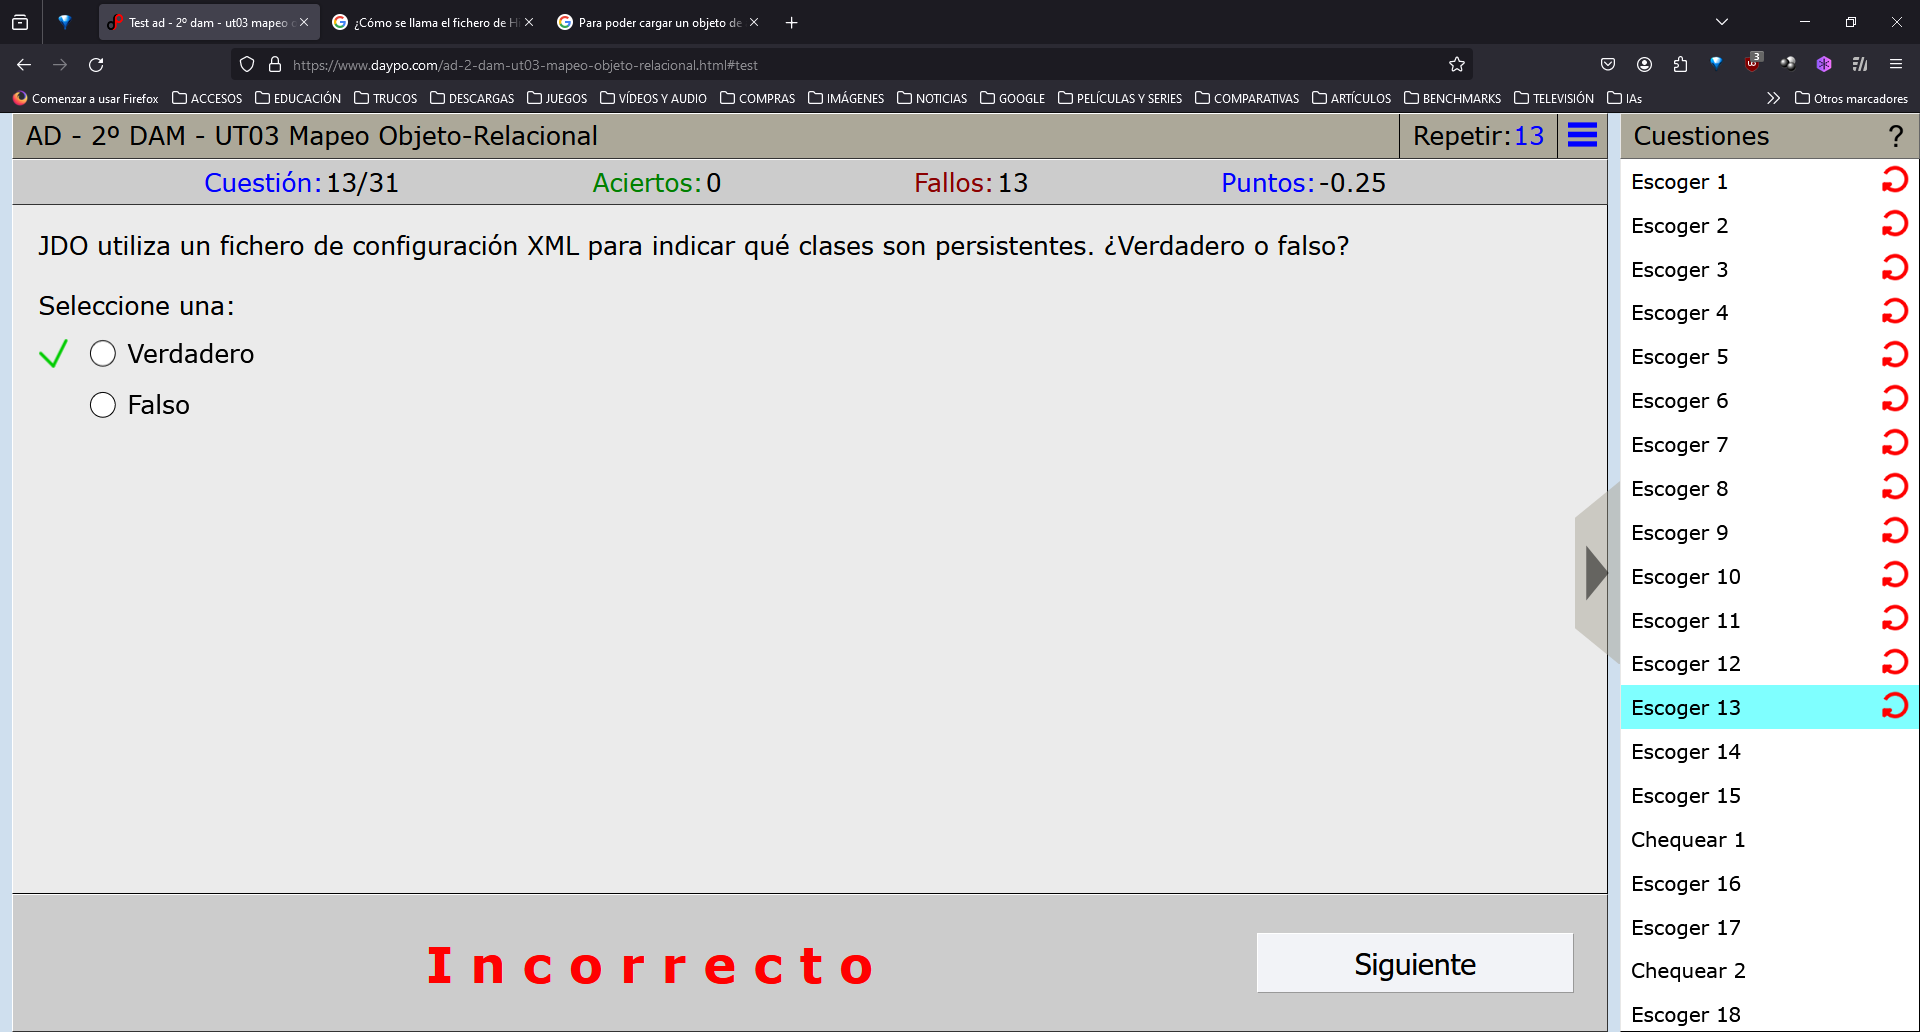 Test ad - 2º dam - ut03 mapeo
¿Cómo se llama el fichero de Hi
Para poder cargar un objeto de
https://www.daypo.com/ad-2-dam-ut03-mapeo-objeto-relacional.html#test
3
Comenzar a usar Firefox ACCESOS EDUCACIÓN TRUCOS DESCARGAS JUEGOS VÍDEOS Y AUDIO COMPRAS IMÁGENES NOTICIAS GOOGLE PELÍCULAS Y SERIES COMPARATIVAS ARTÍCULOS BENCHMARKS TELEVISIÓN IAs Otros marcadores
AD - 2º DAM - UT03 Mapeo Objeto-Relacional
Repetir:13
Cuestión:13/31 Aciertos:0 Fallos:13 Puntos:-0.25
JDO utiliza un fichero de configuración XML para indicar qué clases son persistentes. ¿Verdadero o falso?
Seleccione una:
Verdadero
Falso
Incorrecto
Siguiente
Cuestiones ?
Escoger 1
Escoger 2
Escoger 3
Escoger 4
Escoger 5
Escoger 6
Escoger 7
Escoger 8
Escoger 9
Escoger 10
Escoger 11
Escoger 12
Escoger 13
Escoger 14
Escoger 15
Chequear 1
Escoger 16
Escoger 17
Chequear 2
Escoger 18